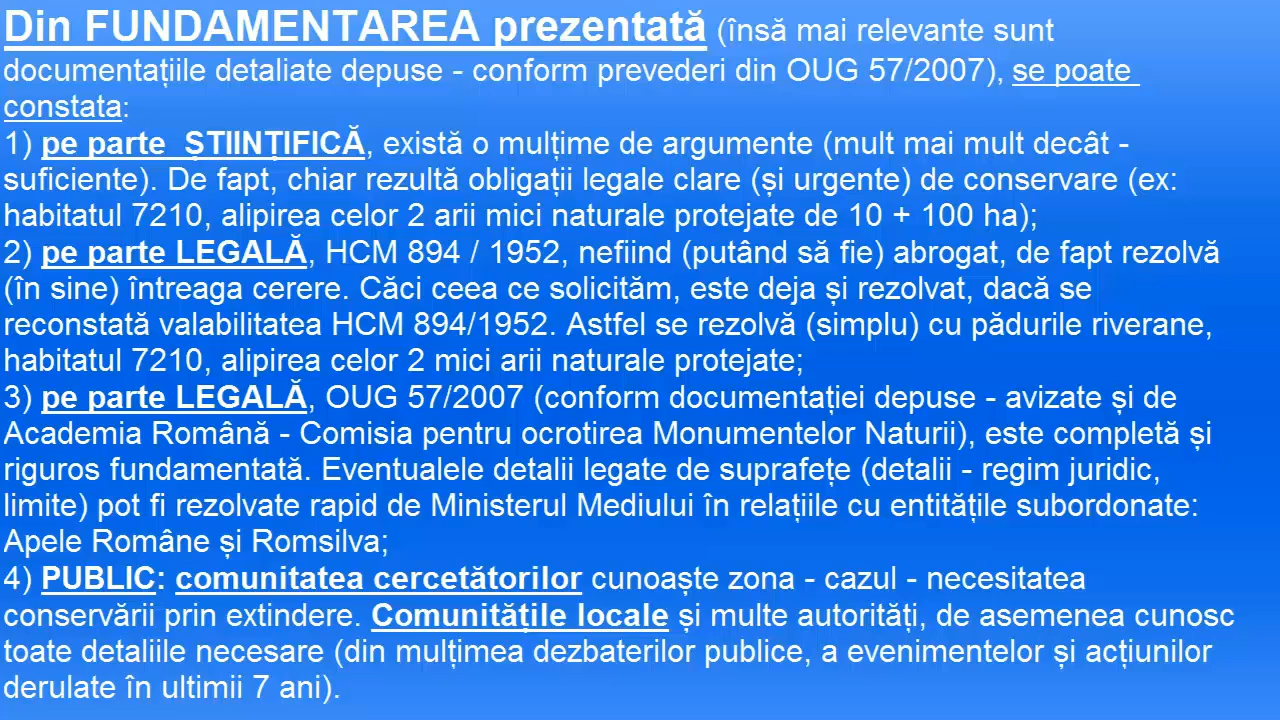 Din FUNDAMENTAREA prezentată (însă mai relevante sunt
documentațiile detaliate depuse - conform prevederi din OUG 57/2007), se poate
constata:
1) pe parte ȘTIINȚIFICĂ, există o mulțime de argumente (mult mai mult decât -
suficiente). De fapt, chiar rezultă obligații legale clare (și urgente) de conservare (ex:
habitatul 7210, alipirea celor 2 arii mici naturale protejate de 10 + 100 ha);
2) pe parte LEGALĂ, HCM 894 / 1952, nefiind (putând să fie) abrogat, de fapt rezolvă
(în sine) întreaga cerere. Căci ceea ce solicităm, este deja și rezolvat, dacă se
reconstată valabilitatea HCM 894/1952. Astfel se rezolvă (simplu) cu pădurile riverane,
habitatul 7210, alipirea celor 2 mici arii naturale protejate;
3) pe parte LEGALĂ, OUG 57/2007 (conform documentației depuse - avizate și de
Academia Română - Comisia pentru ocrotirea Monumentelor Naturii), este completă și
riguros fundamentată. Eventualele detalii legate de suprafețe (detalii - regim juridic,
limite) pot fi rezolvate rapid de Ministerul Mediului în relațiile cu entitățile subordonate:
Apele Române și Romsilva;
4) PUBLIC: comunitatea cercetătorilor cunoaște zona - cazul - necesitatea
conservării prin extindere. Comunitățile locale și multe autorități, de asemenea cunosc
toate detaliile necesare (din mulțimea dezbaterilor publice, a evenimentelor și acțiunilor
derulate în ultimii 7 ani).